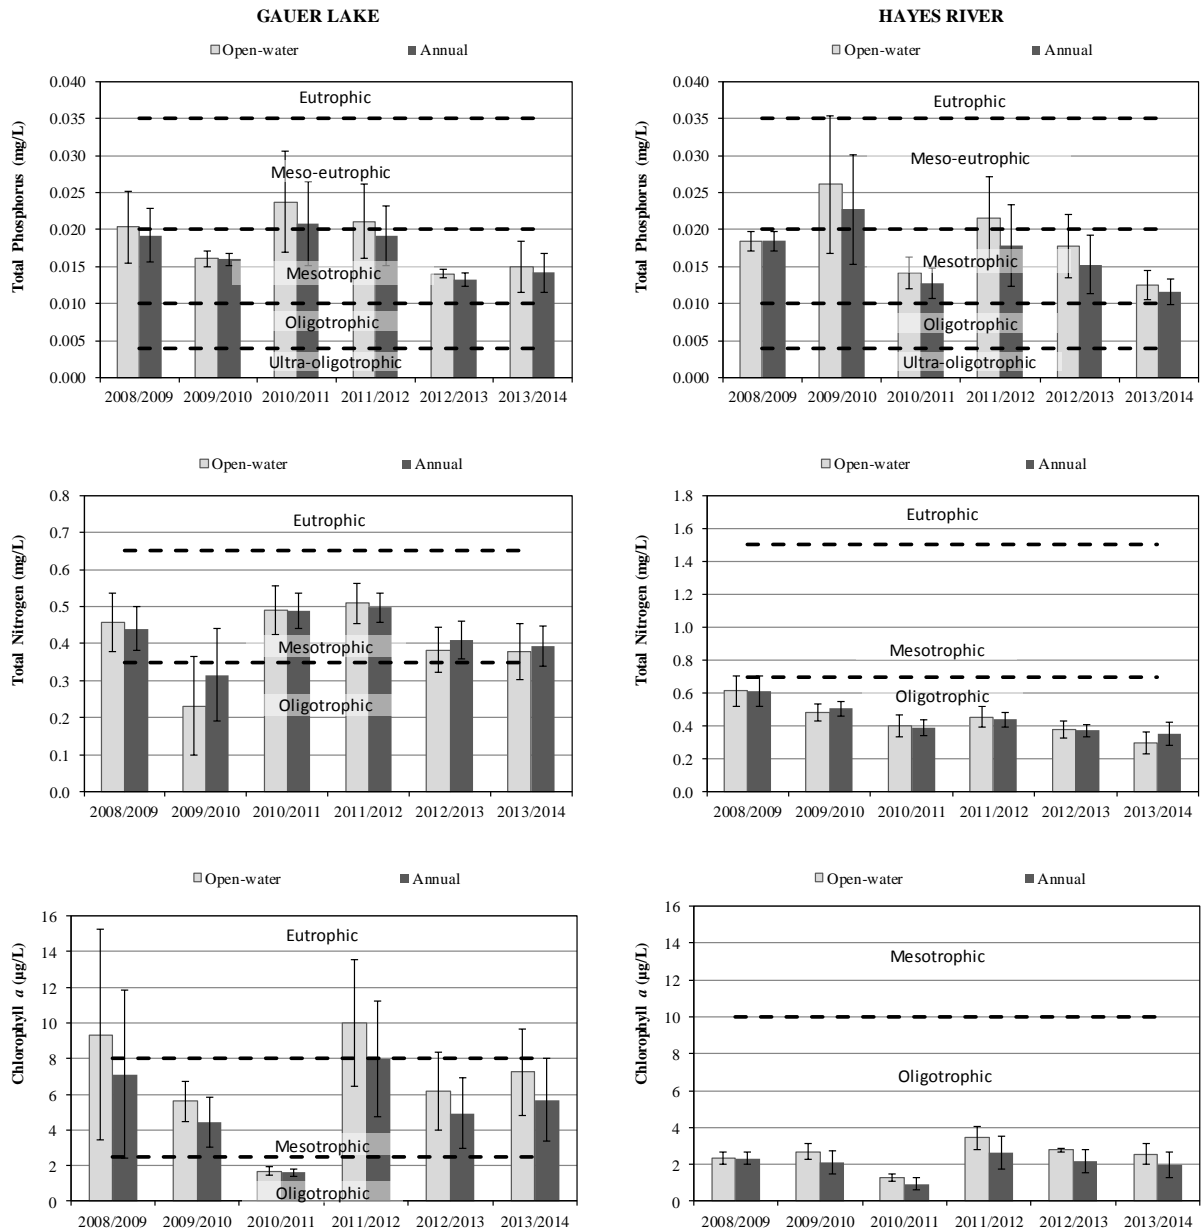 GAUER LAKE
Open-water Annual
Total Phosphorus (mg/L)
0.040
0.035
0.030
0.025
0.020
0.015
0.010
0.005
0.000
Eutrophic
Meso-eutrophic
Mesotrophic
Oligotrophic
Ultra-oligotrophic
2008/2009 2009/2010 2010/2011 2011/2012 2012/2013 2013/2014
HAYES RIVER
Open-water Annual
Total Phosphorus (mg/L)
0.040
0.035
0.030
0.025
0.020
0.015
0.010
0.005
0.000
Eutrophic
Meso-eutrophic
Mesotrophic
Oligotrophic
Ultra-oligotrophic
2008/2009 2009/2010 2010/2011 2011/2012 2012/2013 2013/2014
Open-water Annual
Total Nitrogen (mg/L)
0.8
0.7
0.6
0.5
0.4
0.3
0.2
0.1
0.0
Eutrophic
Mesotrophic
Oligotrophic
2008/2009 2009/2010 2010/2011 2011/2012 2012/2013 2013/2014
Open-water Annual
Total Nitrogen (mg/L)
1.8
1.6
1.4
1.2
1.0
0.8
0.6
0.4
0.2
0.0
Eutrophic
Mesotrophic
Oligotrophic
2008/2009 2009/2010 2010/2011 2011/2012 2012/2013 2013/2014
Open-water Annual
Chlorophyll a (µg/L)
16
14
12
10
8
6
4
2
0
Eutrophic
Mesotrophic
Oligotrophic
2008/2009 2009/2010 2010/2011 2011/2012 2012/2013 2013/2014
Open-water Annual
Chlorophyll a (µg/L)
16
14
12
10
8
6
4
2
0
Mesotrophic
Oligotrophic
2008/2009 2009/2010 2010/2011 2011/2012 2012/2013 2013/2014